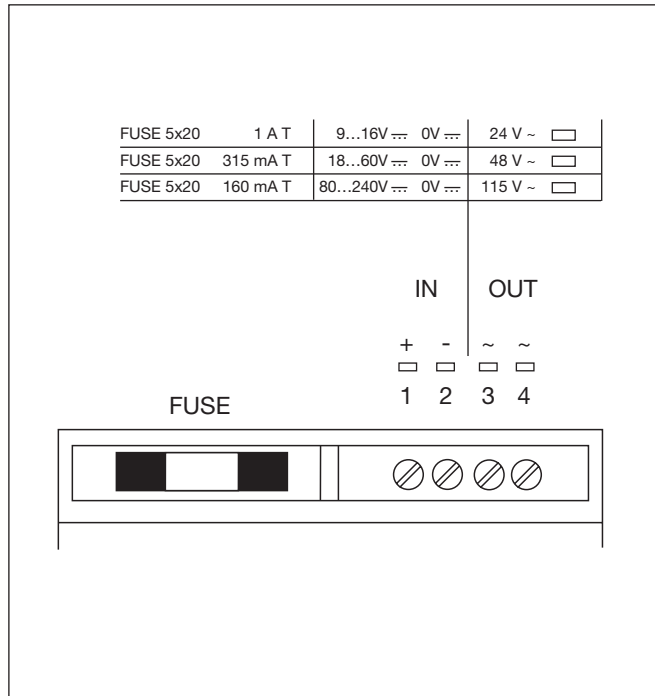 FUSE 5x20 1 A T 9...16V ⎓ 0V ⎓ 24 V ~
FUSE 5x20 315 mA T 18...60V ⎓ 0V ⎓ 48 V ~
FUSE 5x20 160 mA T 80...240V ⎓ 0V ⎓ 115 V ~
IN OUT
+ - ~ ~
1 2 3 4
FUSE